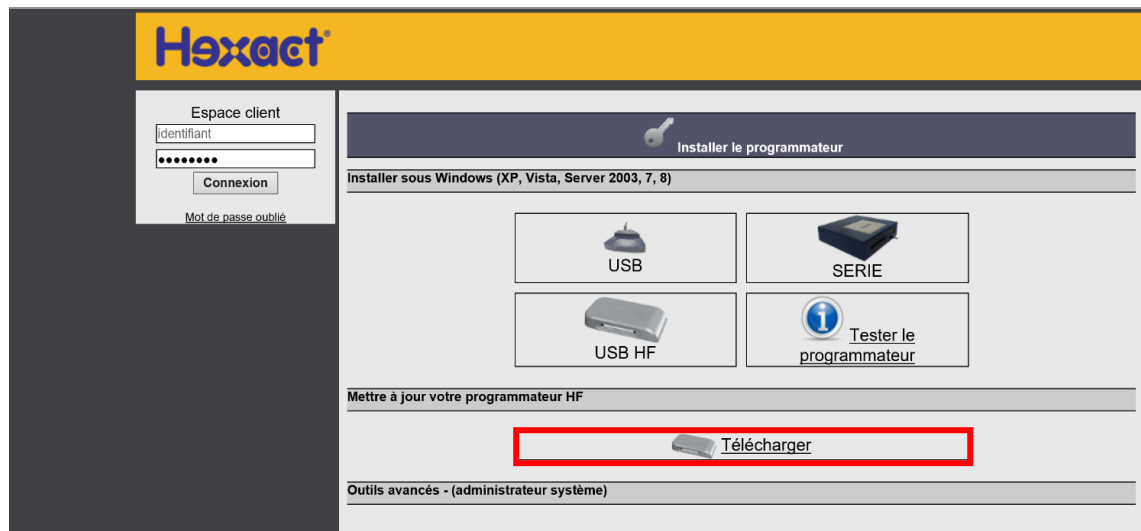 Hexact®
Espace client
identifiant
Connexion
Mot de passe oublié
Installer le programmateur
Installer sous Windows (XP, Vista, Server 2003, 7, 8)
USB
SERIE
USB HF
Tester le
programmateur
Mettre à jour votre programmateur HF
Télécharger
Outils avancés - (administrateur système)